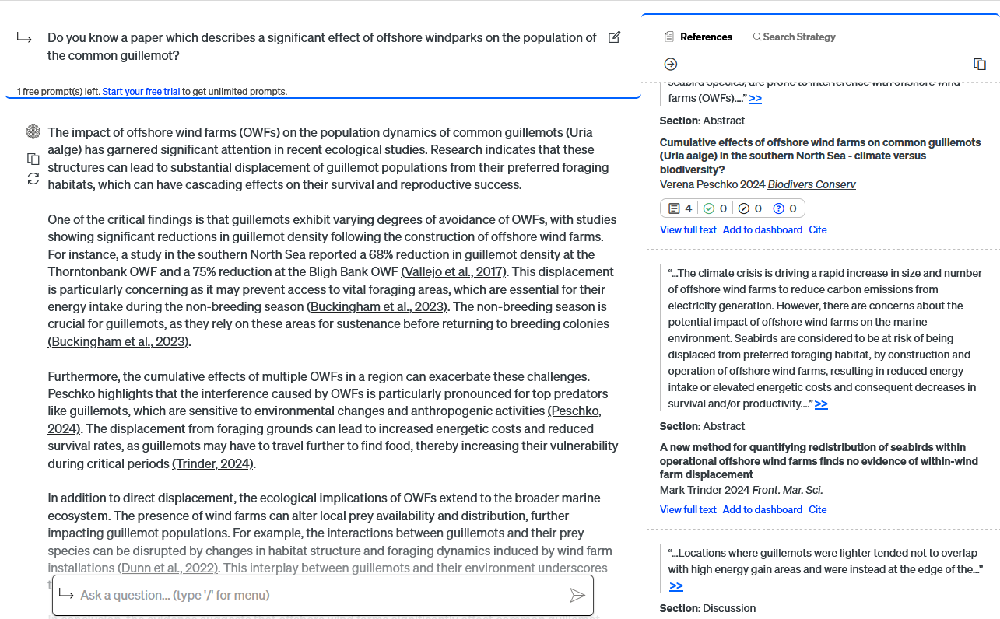 Do you know a paper which describes a significant effect of offshore windparks on the population of
the common guillemot?
1 free prompt(s) left. Start your free trial to get unlimited prompts.
The impact of offshore wind farms (OWFs) on the population dynamics of common guillemots (Uria
aalge) has garnered significant attention in recent ecological studies. Research indicates that these
structures can lead to substantial displacement of guillemot populations from their preferred foraging
habitats, which can have cascading effects on their survival and reproductive success.
One of the critical findings is that guillemots exhibit varying degrees of avoidance of OWFs, with studies
showing significant reductions in guillemot density following the construction of offshore wind farms.
For instance, a study in the southern North Sea reported a 68% reduction in guillemot density at the
Thorntonbank OWF and a 75% reduction at the Bligh Bank OWF (Vallejo et al., 2017). This displacement
is particularly concerning as it may prevent access to vital foraging areas, which are essential for their
energy intake during the non-breeding season (Buckingham et al., 2023). The non-breeding season is
crucial for guillemots, as they rely on these areas for sustenance before returning to breeding colonies
(Buckingham et al., 2023).
Furthermore, the cumulative effects of multiple OWFs in a region can exacerbate these challenges.
Peschko highlights that the interference caused by OWFs is particularly pronounced for top predators
like guillemots, which are sensitive to environmental changes and anthropogenic activities (Peschko,
2024). The displacement from foraging grounds can lead to increased energetic costs and reduced
survival rates, as guillemots may have to travel further to find food, thereby increasing their vulnerability
during critical periods (Trinder, 2024).
In addition to direct displacement, the ecological implications of OWFs extend to the broader marine
ecosystem. The presence of wind farms can alter local prey availability and distribution, further
impacting guillemot populations. For example, the interactions between guillemots and their prey
species can be disrupted by changes in habitat structure and foraging dynamics induced by wind farm
installations (Dunn et al., 2022). This interplay between guillemots and their environment underscores
Ask a question... (type '/' for menu)
References
Search Strategy
seabird species, are prone to interference with offshore wind
farms (OWFs)...." >>
Section: Abstract
Cumulative effects of offshore wind farms on common guillemots
(Uria aalge) in the southern North Sea - climate versus
biodiversity?
Verena Peschko 2024 Biodivers Conserv
4 0 0 0
View full text Add to dashboard Cite
"...The climate crisis is driving a rapid increase in size and number
of offshore wind farms to reduce carbon emissions from
electricity generation. However, there are concerns about the
potential impact of offshore wind farms on the marine
environment. Seabirds are considered to be at risk of being
displaced from preferred foraging habitat, by construction and
operation of offshore wind farms, resulting in reduced energy
intake or elevated energetic costs and consequent decreases in
survival and/or productivity...." >>
Section: Abstract
A new method for quantifying redistribution of seabirds within
operational offshore wind farms finds no evidence of within-wind
farm displacement
Mark Trinder 2024 Front. Mar. Sci.
View full text Add to dashboard Cite
"...Locations where guillemots were lighter tended not to overlap
with high energy gain areas and were instead at the edge of the..."
>>
Section: Discussion